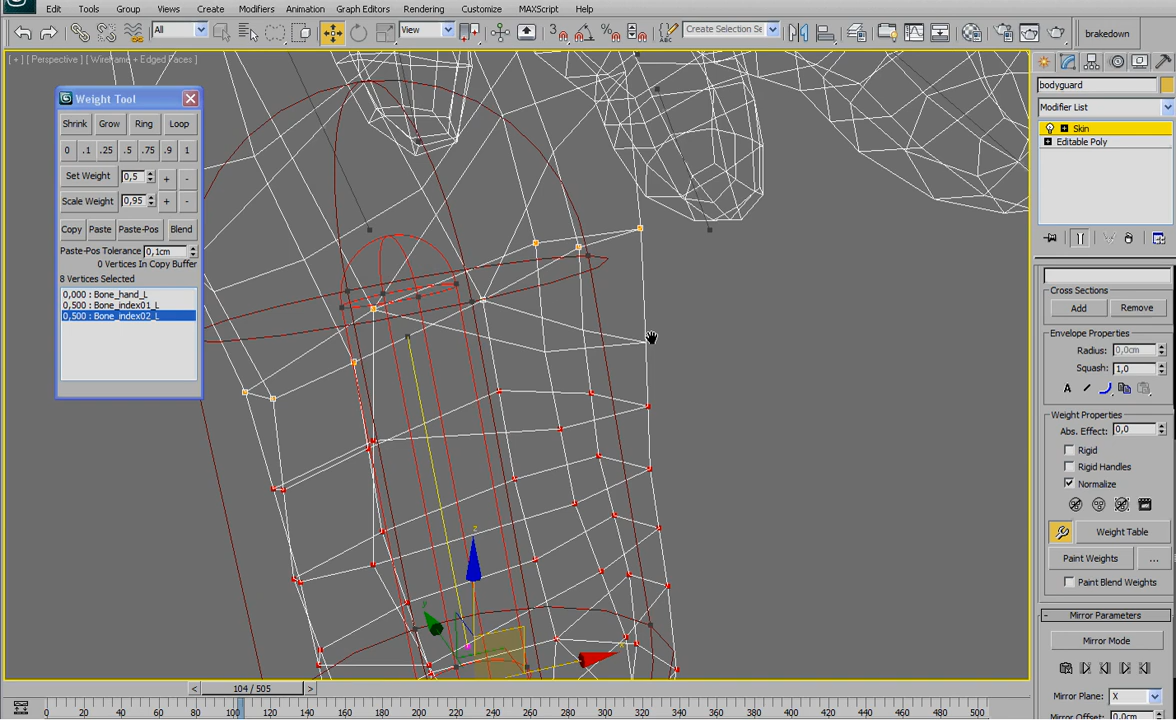 Edit Tools Group Views Create Modifiers Animation Graph Editors Rendering Customize MAXScript Help
All View Create Selection Se brakedown
[ + ] [ Perspective ] [ Wireframe + Edged Faces ]
Weight Tool
Shrink Grow Ring Loop
0 .1 .25 .5 .75 .9 1
Set Weight 0,5 + -
Scale Weight 0,95 + -
Copy Paste Paste-Pos Blend
Paste-Pos Tolerance 0,1cm
0 Vertices In Copy Buffer
8 Vertices Selected
0,000 : Bone_hand_L
0,500 : Bone_index01_L
0,500 : Bone_index02_L
z
y
x
bodyguard
Modifier List
Skin
Editable Poly
Cross Sections
Add Remove
Envelope Properties
Radius: 0,0cm
Squash: 1,0
A
Weight Properties
Abs. Effect: 0,0
Rigid
Rigid Handles
Normalize
Weight Table
Paint Weights ...
Paint Blend Weights
- Mirror Parameters
Mirror Mode
Mirror Plane: X
Mirror Offset: 0,0cm
< 104 / 505 >
0 20 40 60 80 100 120 140 160 180 200 220 240 260 280 300 320 340 360 380 400 420 440 460 480 500